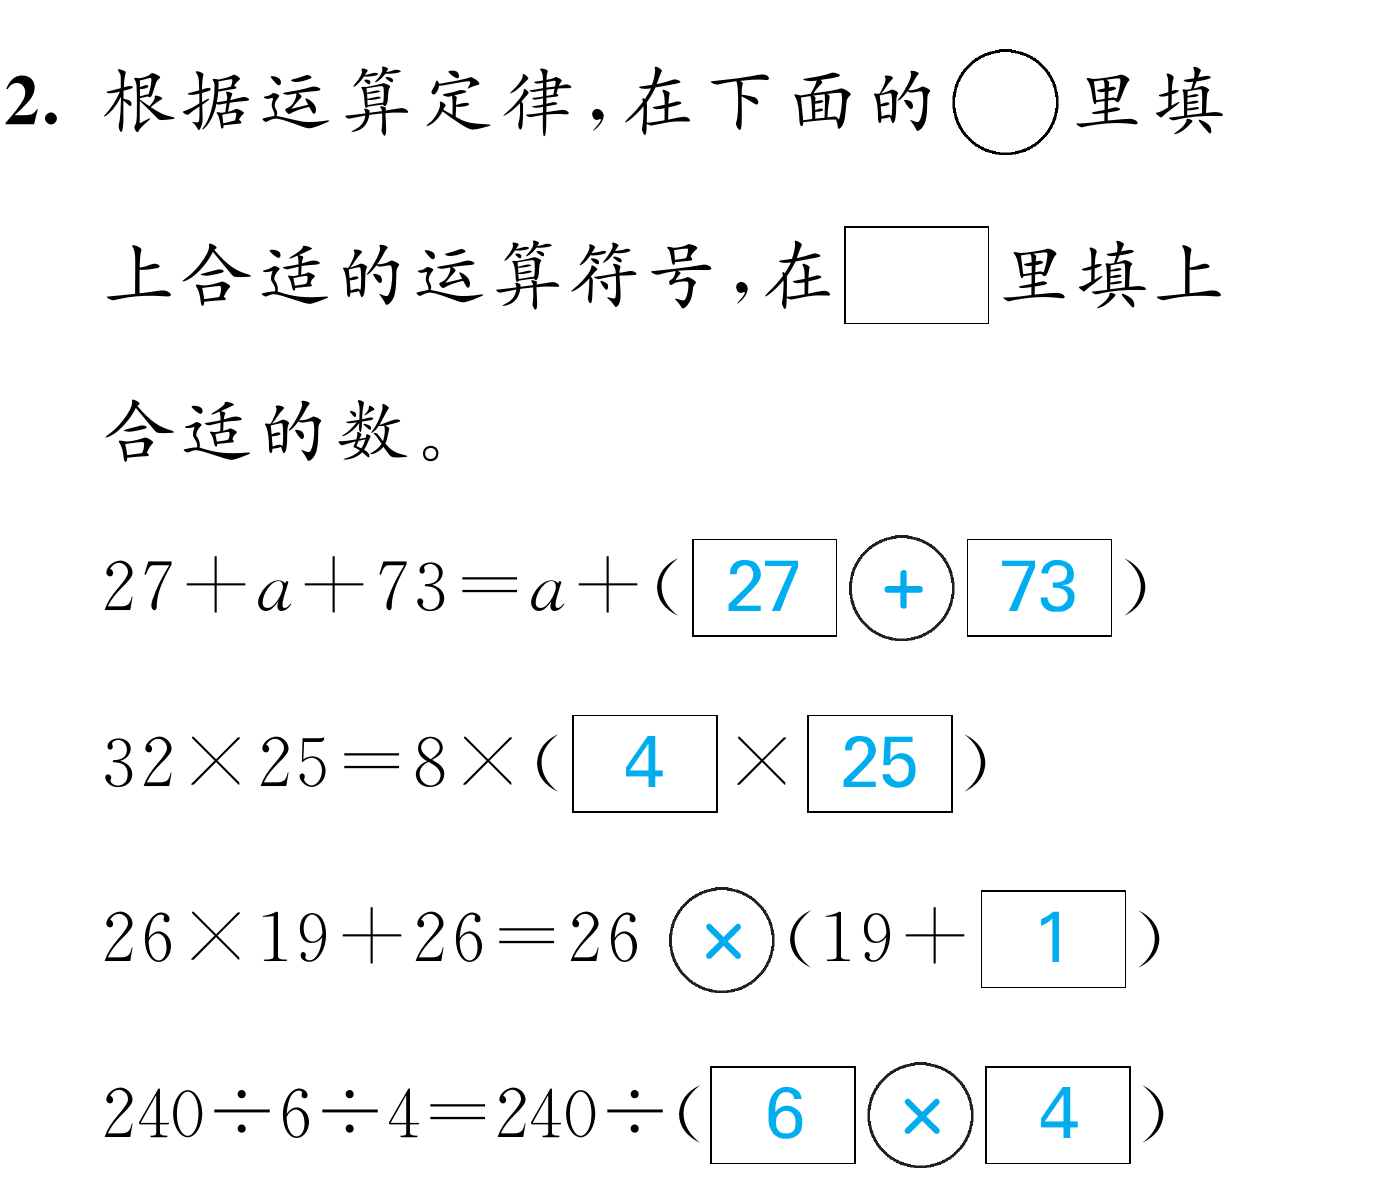 2. 根据运算定律,在下面的○里填
上合适的运算符号,在□里填上
合适的数。
27+a+73=a+(27+73)
32×25=8×(4×25)
26×19+26=26×(19+1)
240÷6÷4=240÷(6×4)